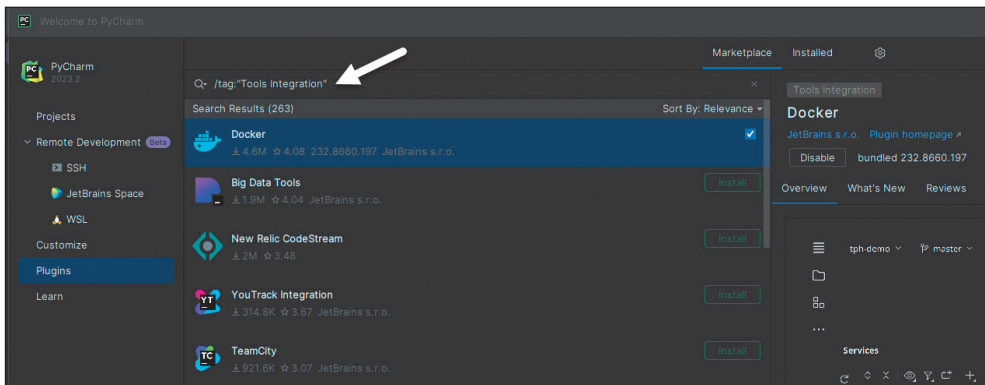 PC Welcome to PyCharm
PC PyCharm
2023.2
Projects
Remote Development Beta
SSH
JetBrains Space
WSL
Customize
Plugins
Learn
Marketplace Installed
/tag:"Tools Integration"
Search Results (263) Sort By: Relevance
Docker
4.6M 4.08 232.8660.197 JetBrains s.r.o.
Big Data Tools Install
1.9M 4.04 JetBrains s.r.o.
New Relic CodeStream Install
2M 3.48
YT YouTrack Integration Install
314.8K 3.67 JetBrains s.r.o.
TC TeamCity Install
921.6K 3.07 JetBrains s.r.o.
Tools Integration
Docker
JetBrains s.r.o. Plugin homepage
Disable bundled 232.8660.197
Overview What's New Reviews
tph-demo master
Services